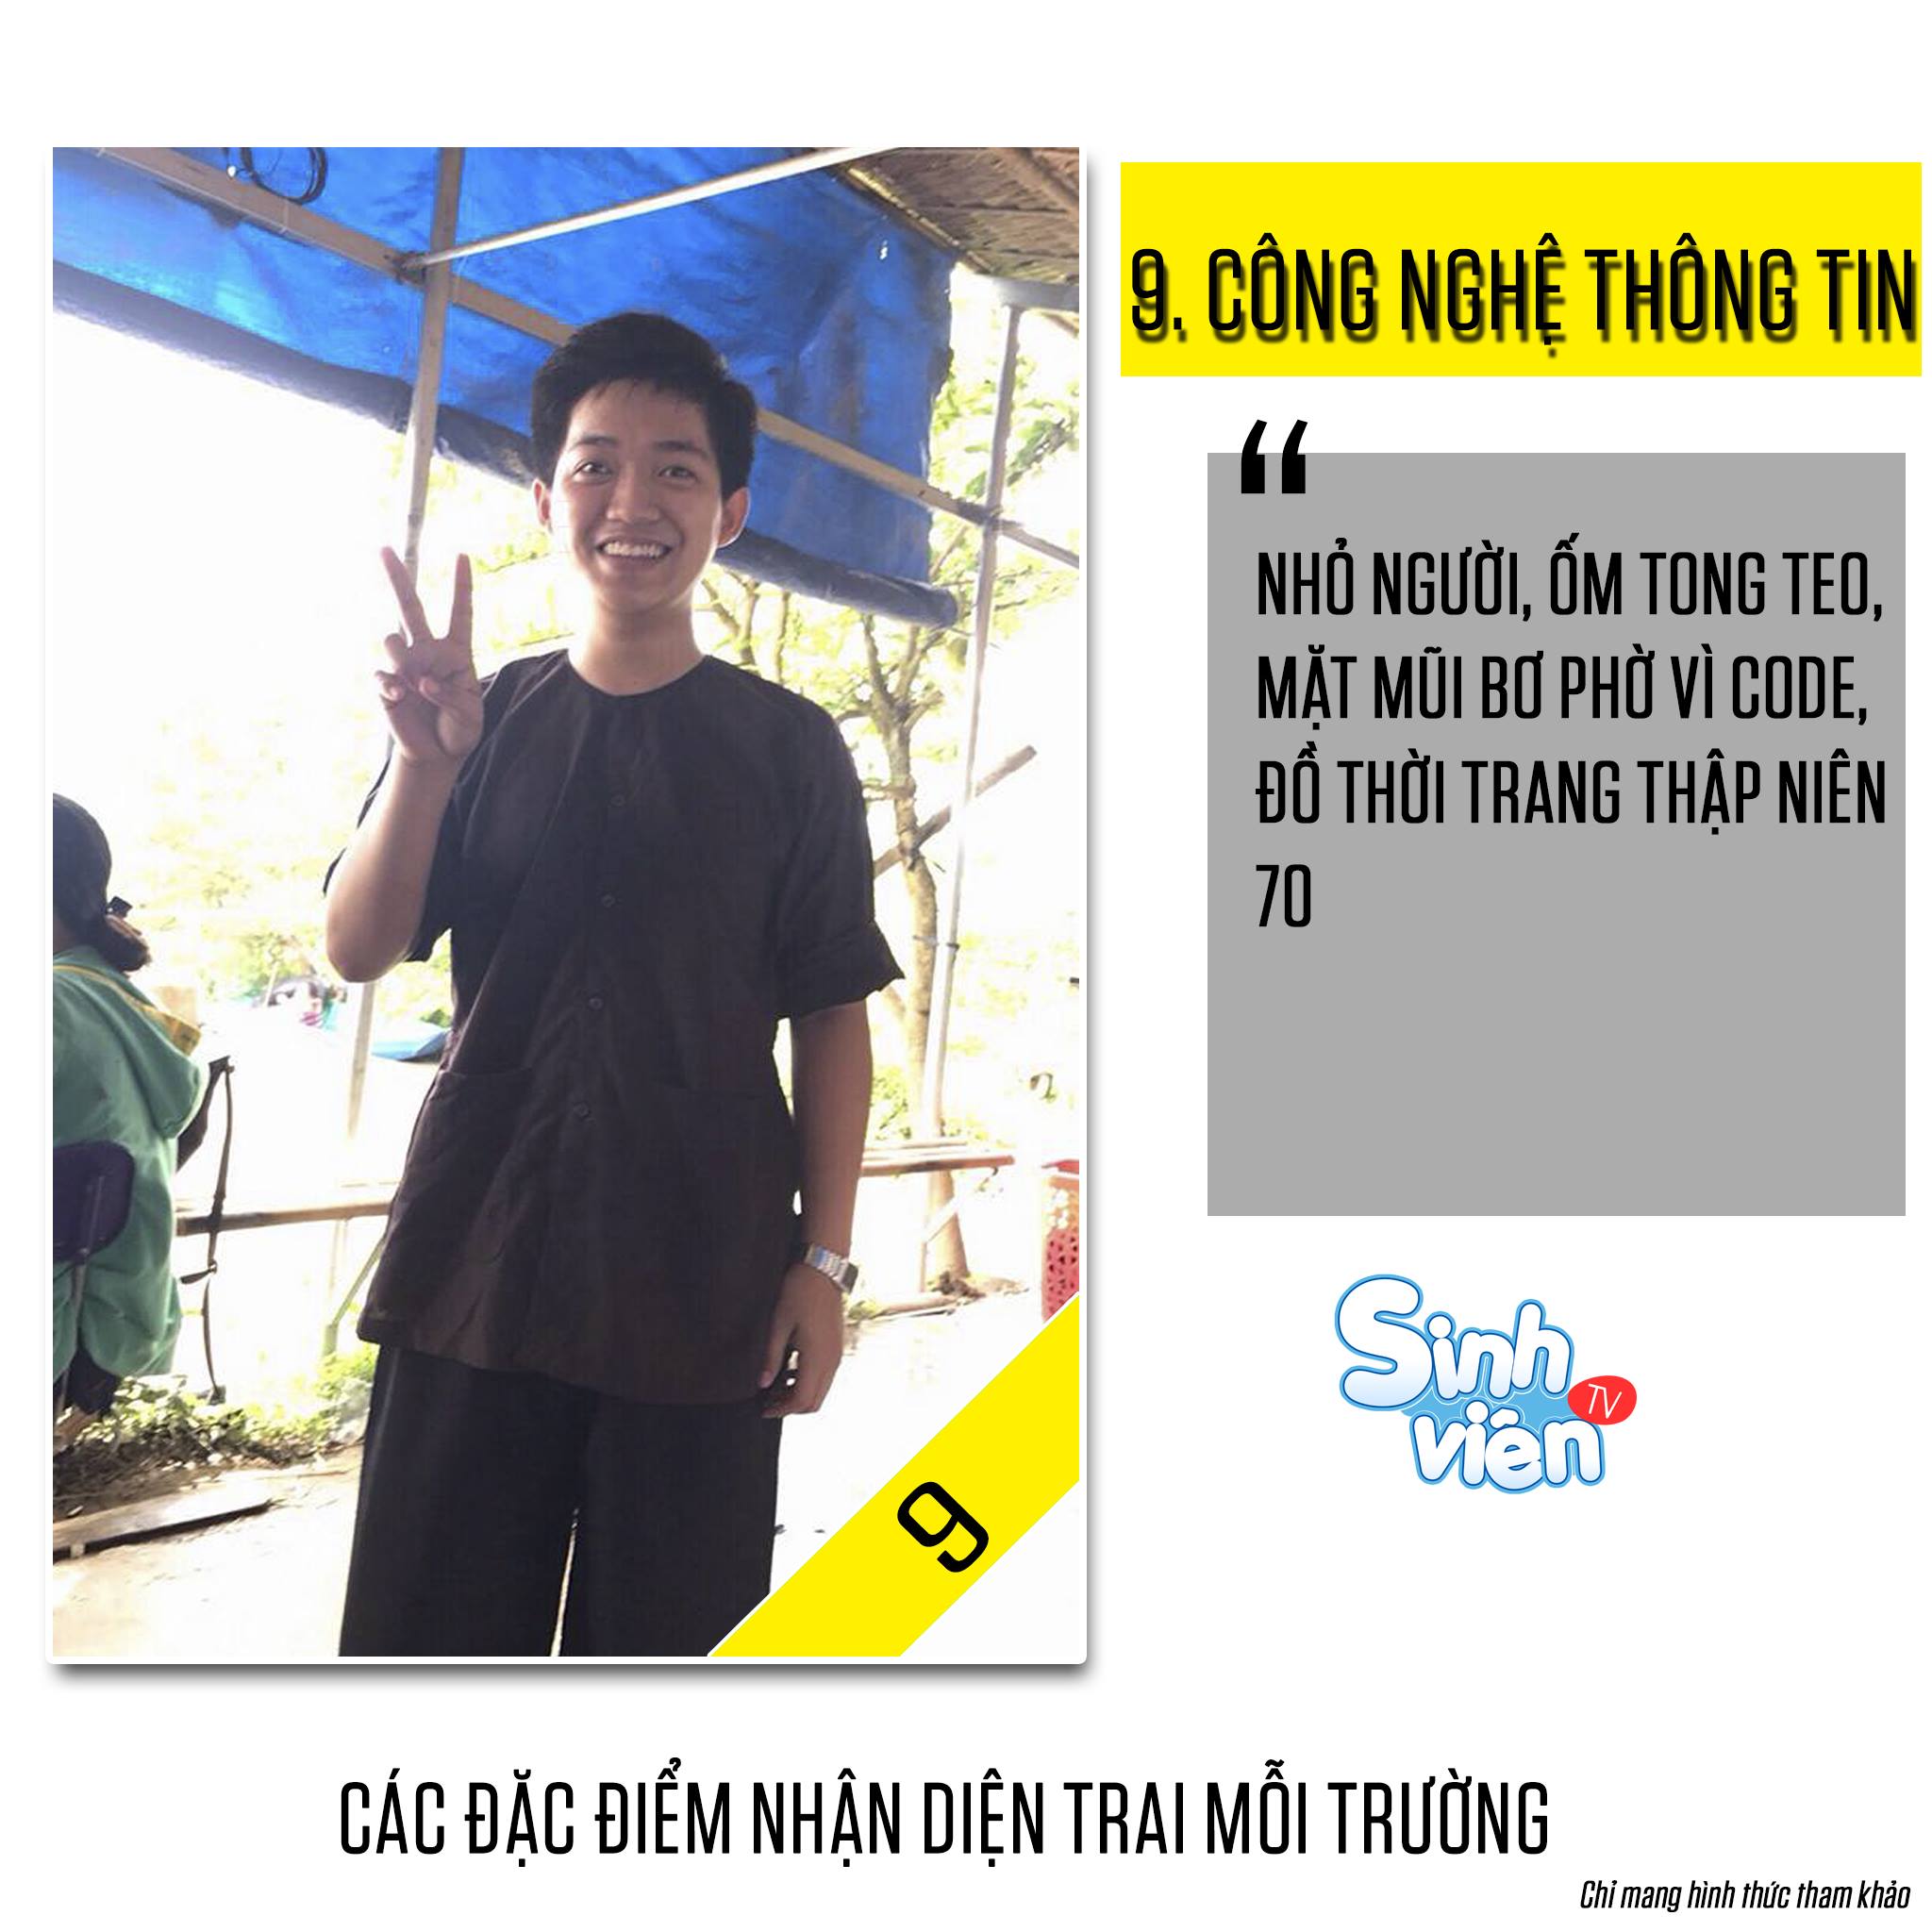 9. CÔNG NGHỆ THÔNG TIN
“
NHỎ NGƯỜI, ỐM TONG TEO,
MẶT MŨI BƠ PHỜ VÌ CODE,
ĐỒ THỜI TRANG THẬP NIÊN
70
Sinh
viên TV
9
CÁC ĐẶC ĐIỂM NHẬN DIỆN TRAI MỖI TRƯỜNG
Chỉ mang hình thức tham khảo